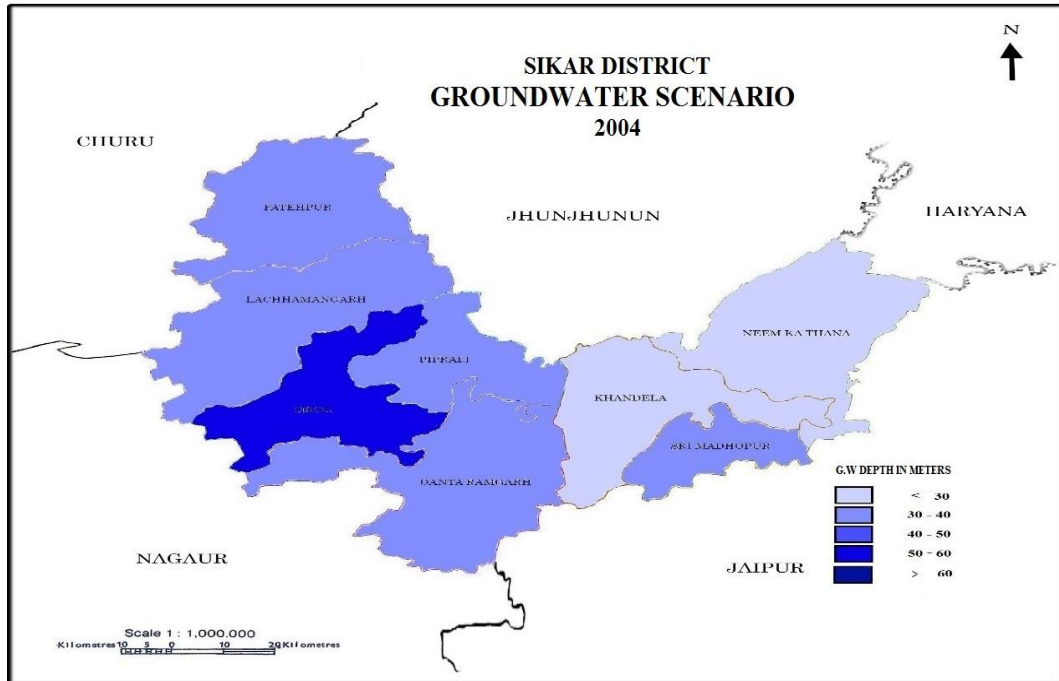 SIKAR DISTRICT
GROUNDWATER SCENARIO
2004
N
CHURU
JHUNJHUNUN
HARYANA
FATEHPUR
LACHHAMANGARH
NEEM KA THANA
PIPRALI
KHANDELA
SRI MADHOPUR
DANTA RAMGARH
NAGAUR
JAIPUR
G.W DEPTH IN METERS
< 30
30 - 40
40 - 50
50 - 60
> 60
Scale 1 : 1,000.000
Kilometres 10 5 0 10 20 Kilometres